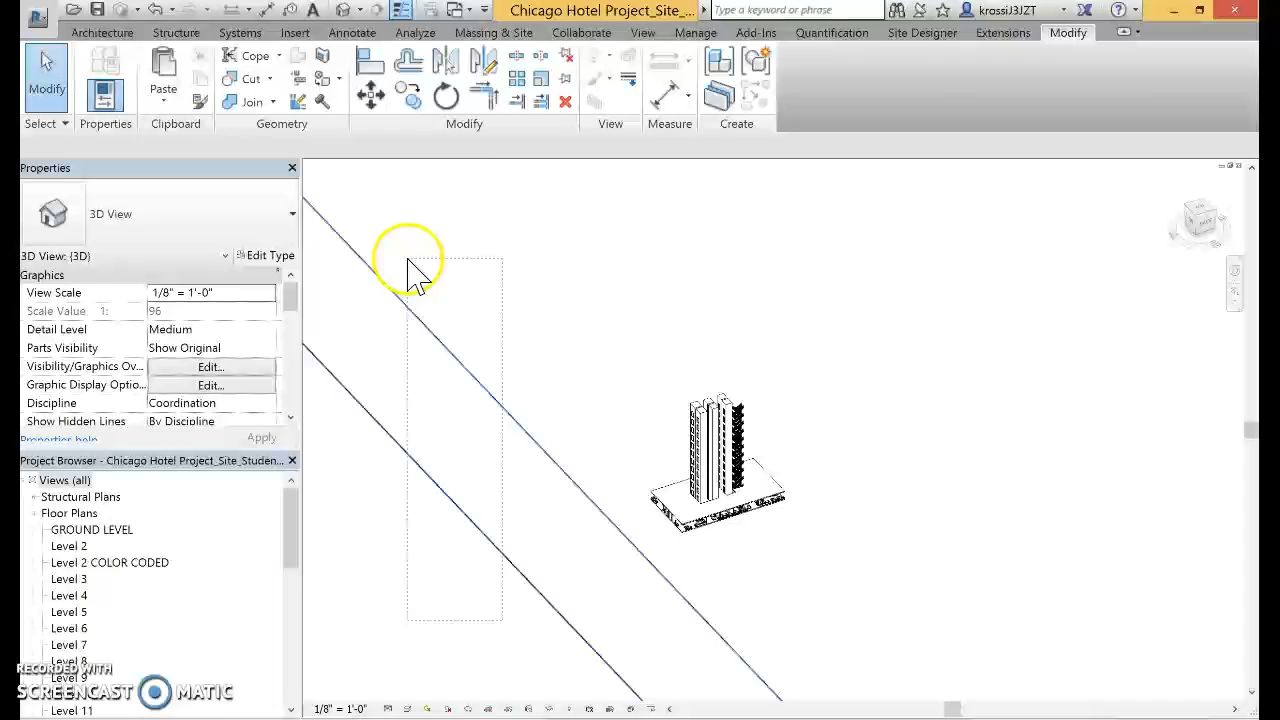 Chicago Hotel Project_Site_...
Type a keyword or phrase
krossiJ3JZT
Architecture Structure Systems Insert Annotate Analyze Massing & Site Collaborate View Manage Add-Ins Quantification Site Designer Extensions Modify
Modify
Paste
Cope
Cut
Join
Select Properties Clipboard Geometry Modify View Measure Create
Properties
3D View
3D View: {3D}
Edit Type
Graphics
View Scale 1/8" = 1'-0"
Scale Value 1: 96
Detail Level Medium
Parts Visibility Show Original
Visibility/Graphics Ov... Edit...
Graphic Display Optio... Edit...
Discipline Coordination
Show Hidden Lines By Discipline
Properties help Apply
Project Browser - Chicago Hotel Project_Site_Studen...
Views (all)
Structural Plans
Floor Plans
GROUND LEVEL
Level 2
Level 2 COLOR CODED
Level 3
Level 4
Level 5
Level 6
Level 7
Level 8
Level 9
Level 11
RECORDED WITH
SCREENCAST MATIC
1/8" = 1'-0"